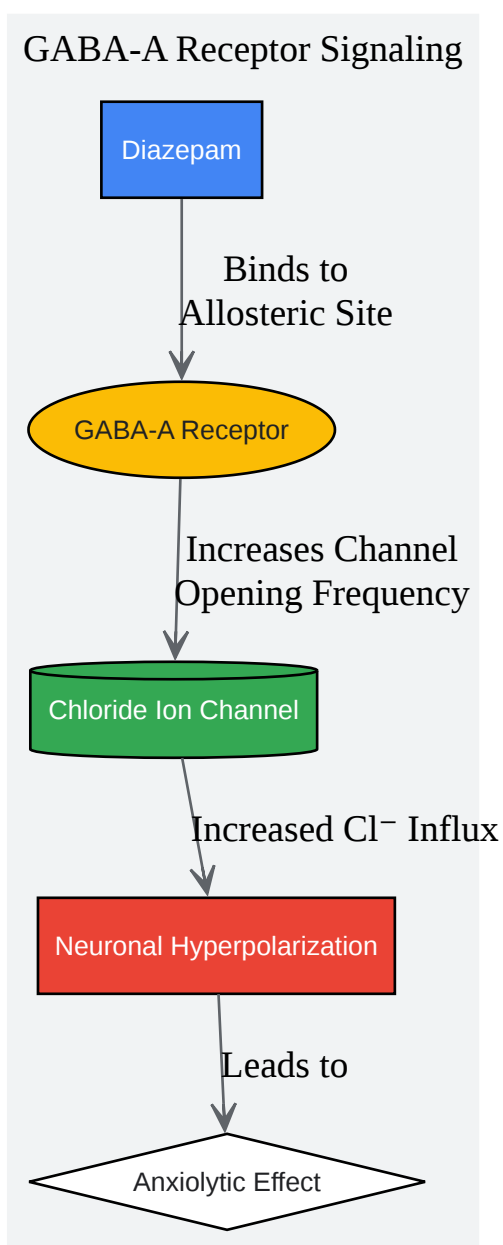 GABA-A Receptor Signaling
Diazepam
Binds to
Allosteric Site
GABA-A Receptor
Increases Channel
Opening Frequency
Chloride Ion Channel
Increased Cl⁻ Influx
Neuronal Hyperpolarization
Leads to
Anxiolytic Effect